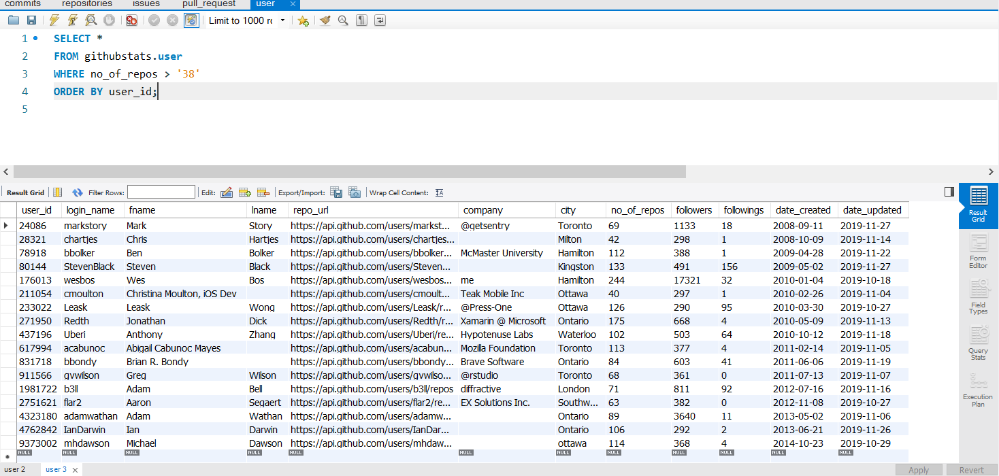 commits repositories issues pull_request user
Limit to 1000 rc
1 SELECT *
2 FROM githubstats.user
3 WHERE no_of_repos > '38'
4 ORDER BY user_id;
5
Result Grid Filter Rows: Edit: Export/Import: Wrap Cell Content: IA
user_id login_name fname lname repo_url company city no_of_repos followers followings date_created date_updated
24086 markstory Mark Story https://api.github.com/users/markst... @getsentry Toronto 69 1133 18 2008-09-11 2019-11-27
28321 chartjes Chris Hartjes https://api.github.com/users/chartjes... Milton 42 298 1 2008-10-09 2019-11-14
78918 bbolker Ben Bolker https://api.github.com/users/bbolker... McMaster University Hamilton 112 388 1 2009-04-28 2019-11-22
80144 StevenBlack Steven Black https://api.github.com/users/Steven... Kingston 133 491 156 2009-05-02 2019-11-27
176013 wesbos Wes Bos https://api.github.com/users/wesbos... me Hamilton 244 17321 32 2010-01-04 2019-10-18
211054 cmoulton Christina Moulton, iOS Dev https://api.github.com/users/cmoult... Teak Mobile Inc Ottawa 40 297 1 2010-02-26 2019-11-04
233022 Leask Leask Wong https://api.github.com/users/Leask/r... @Press-One Ottawa 126 290 95 2010-03-30 2019-10-27
271950 Redth Jonathan Dick https://api.github.com/users/Redth/r... Xamarin @ Microsoft Ontario 175 668 4 2010-05-09 2019-11-13
437196 Uberi Anthony Zhang https://api.github.com/users/Uberi/re... Hypotenuse Labs Waterloo 102 503 64 2010-10-12 2019-11-18
617994 acabunoc Abigail Cabunoc Mayes https://api.github.com/users/acabun... Mozilla Foundation Toronto 113 377 4 2011-02-14 2019-11-05
831718 bbondy Brian R. Bondy https://api.github.com/users/bbondy... Brave Software Ontario 84 603 41 2011-06-06 2019-11-19
911566 gvwilson Greg Wilson https://api.github.com/users/gvwilso... @rstudio Toronto 68 361 0 2011-07-13 2019-11-07
1981722 b3ll Adam Bell https://api.github.com/users/b3ll/repos diffractive London 71 811 92 2012-07-16 2019-11-16
2751621 flar2 Aaron Segaert https://api.github.com/users/flar2/re... EX Solutions Inc. Southw... 63 382 0 2012-11-08 2019-10-27
4323180 adamwathan Adam Wathan https://api.github.com/users/adamw... Ontario 89 3640 11 2013-05-02 2019-11-06
4762842 IanDarwin Ian Darwin https://api.github.com/users/IanDar... Ontario 106 292 2 2013-06-21 2019-11-26
9373002 mhdawson Michael Dawson https://api.github.com/users/mhdaw... ottawa 114 368 4 2014-10-23 2019-10-29
NULL NULL NULL NULL NULL NULL NULL NULL NULL NULL NULL NULL
Result Grid
Form Editor
Field Types
Query Stats
Execution Plan
user 2 user 3 Apply Revert